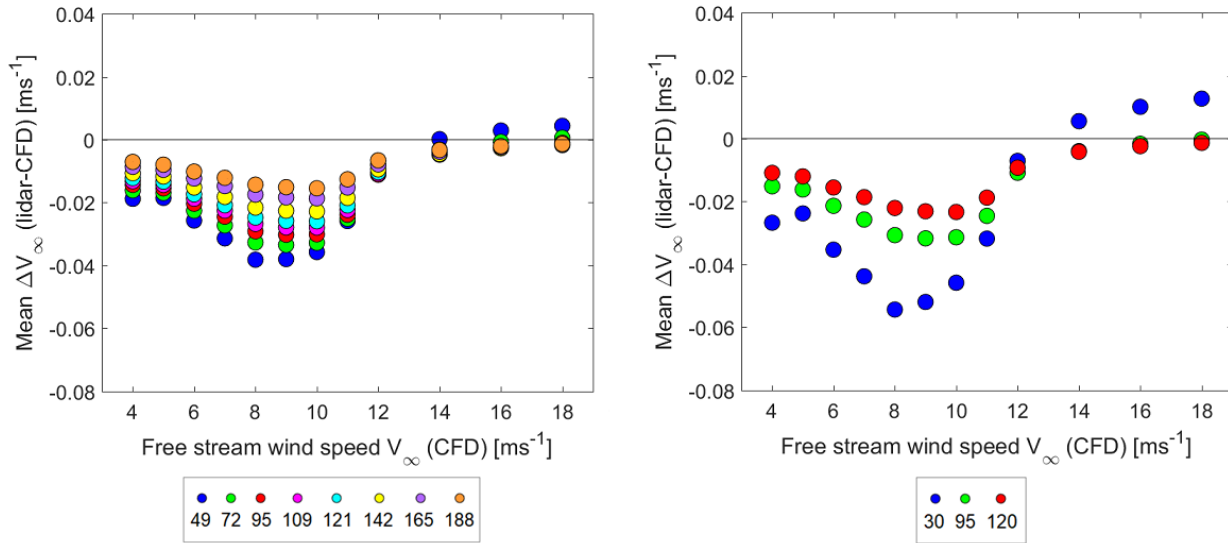 Mean ΔV∞ (lidar-CFD) [ms-1]
0.04
0.02
0
-0.02
-0.04
-0.06
-0.08
4 6 8 10 12 14 16 18
Free stream wind speed V∞ (CFD) [ms-1]
49 72 95 109 121 142 165 188
Mean ΔV∞ (lidar-CFD) [ms-1]
0.04
0.02
0
-0.02
-0.04
-0.06
-0.08
4 6 8 10 12 14 16 18
Free stream wind speed V∞ (CFD) [ms-1]
30 95 120